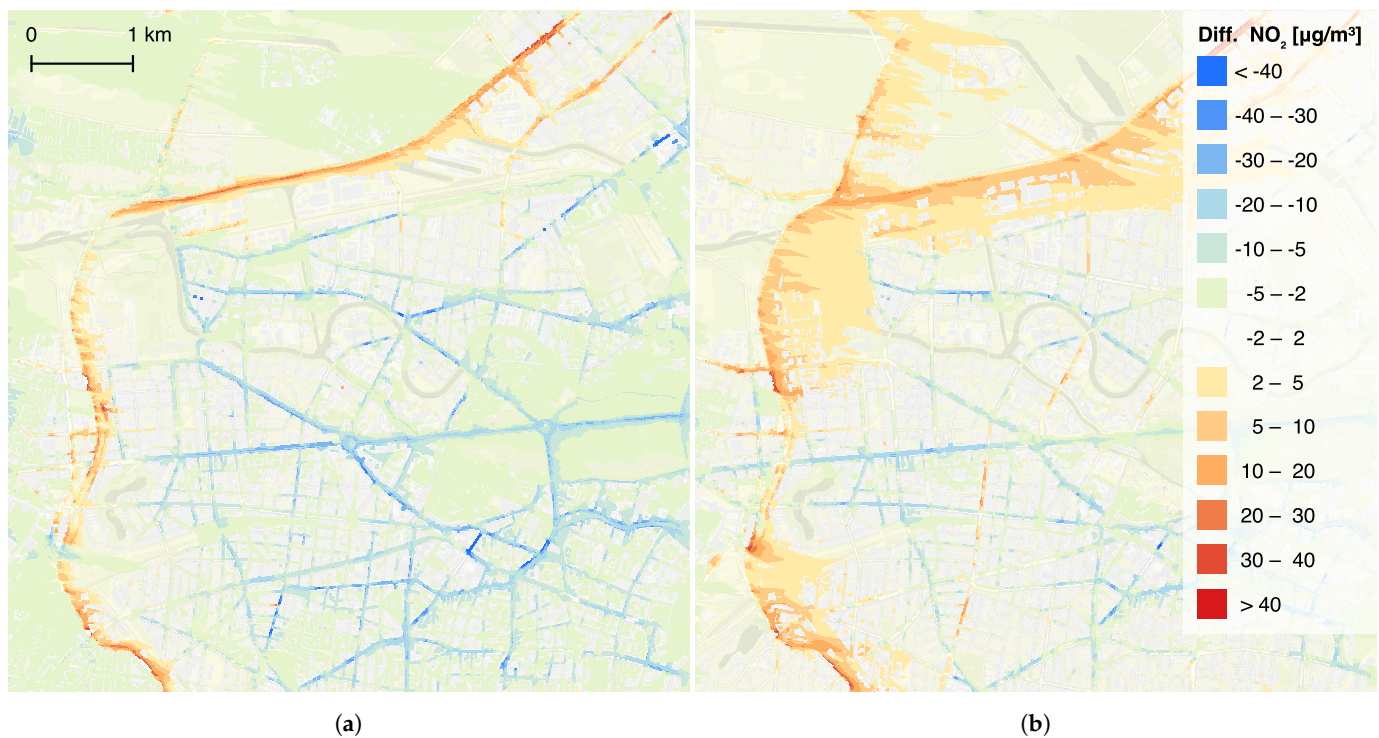 0 1 km
Diff. NO₂ [µg/m³]
< -40
-40 – -30
-30 – -20
-20 – -10
-10 – -5
-5 – -2
-2 – 2
2 – 5
5 – 10
10 – 20
20 – 30
30 – 40
> 40
(a) (b)